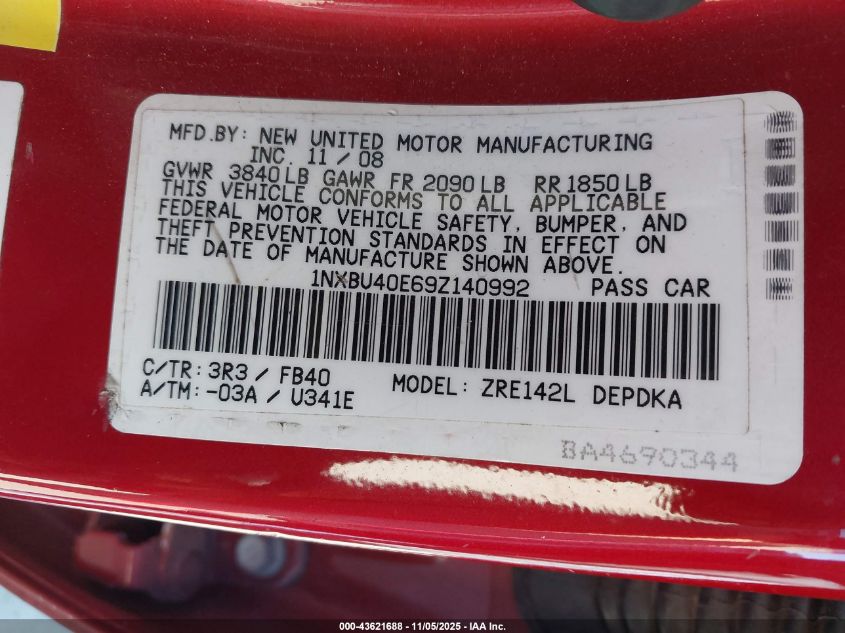 MFD.BY: NEW UNITED MOTOR MANUFACTURING
INC. 11 / 08
GVWR 3840 LB GAWR FR 2090 LB RR 1850 LB
THIS VEHICLE CONFORMS TO ALL APPLICABLE
FEDERAL MOTOR VEHICLE SAFETY, BUMPER, AND
THEFT PREVENTION STANDARDS IN EFFECT ON
THE DATE OF MANUFACTURE SHOWN ABOVE.
1NXBU40E69Z140992 PASS CAR
C/TR: 3R3 / FB40
A/TM: -03A / U341E
MODEL: ZRE142L DEPDKA
BA4690344
000-43621688 - 11/05/2025 - IAA Inc.